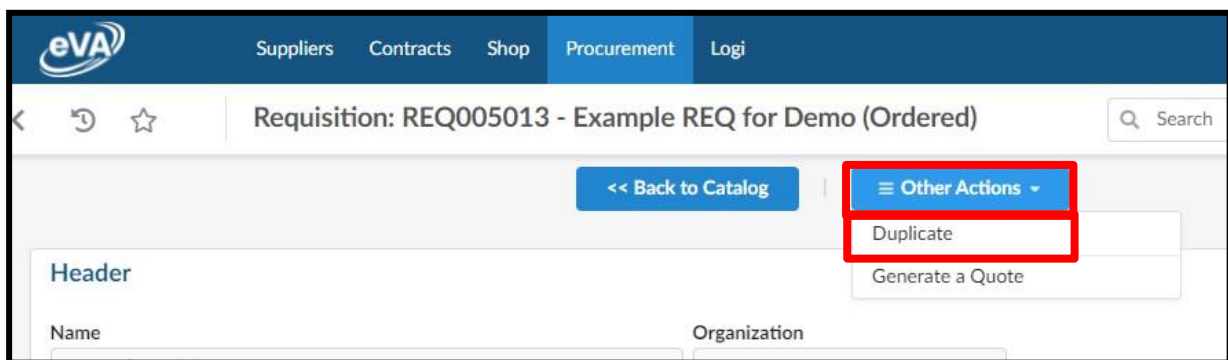 eVA Suppliers Contracts Shop Procurement Logi
Requisition: REQ005013 - Example REQ for Demo (Ordered) Search
<< Back to Catalog Other Actions
Duplicate
Header Generate a Quote
Name Organization